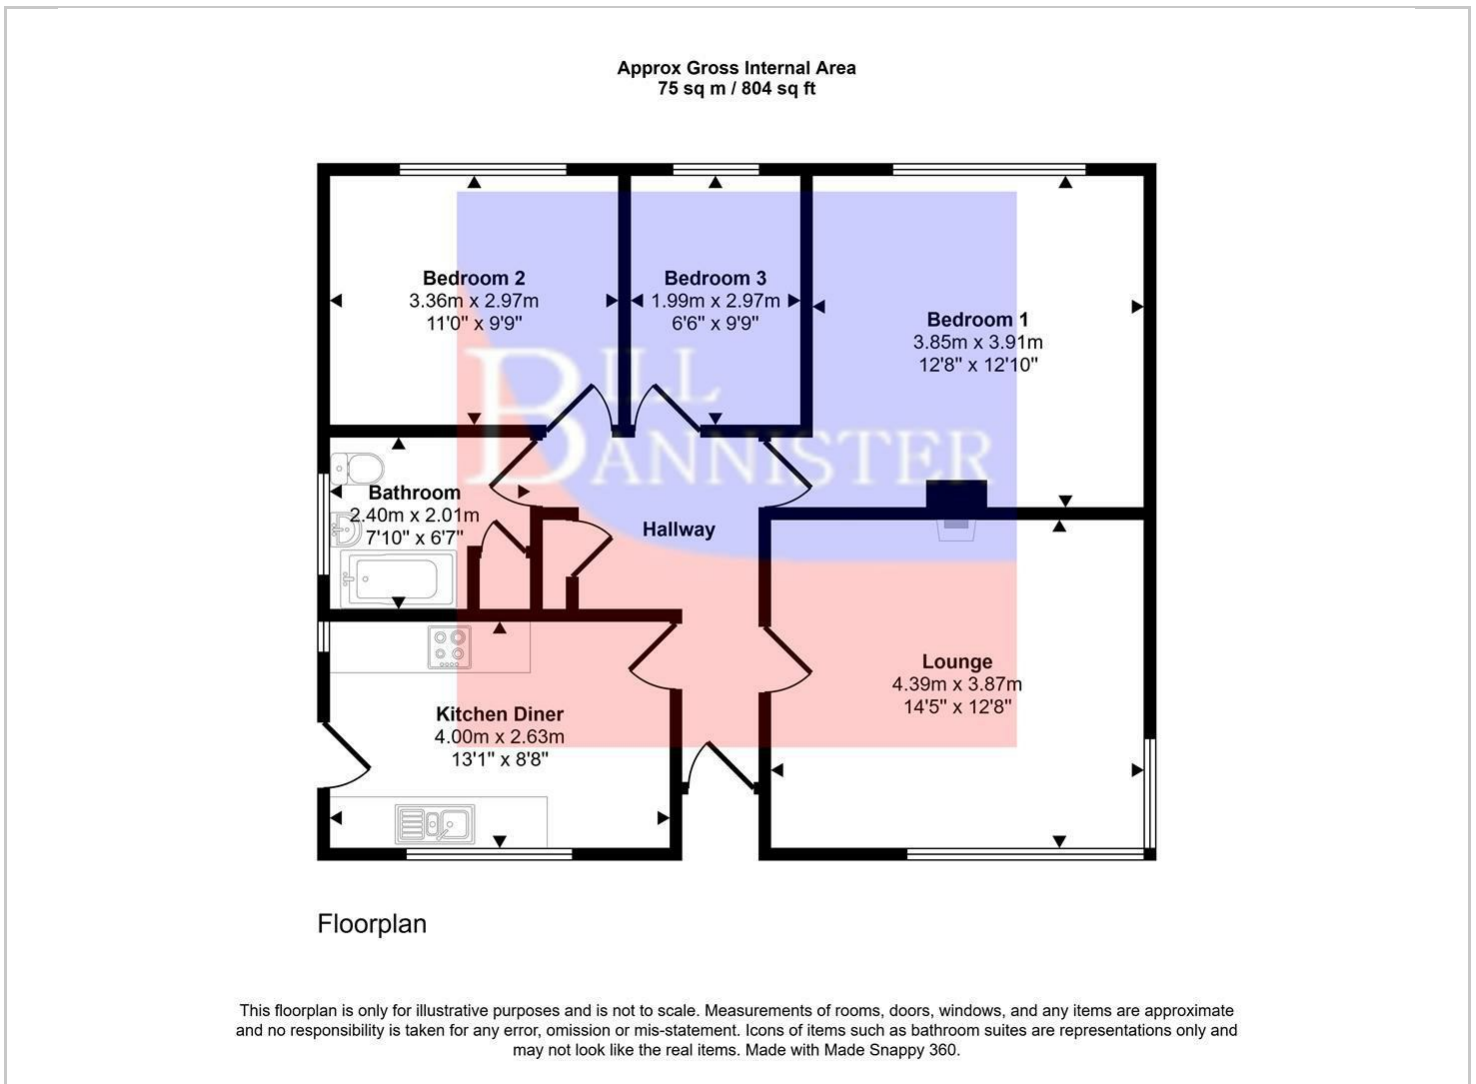 Approx Gross Internal Area
75 sq m / 804 sq ft
Bedroom 2
3.36m x 2.97m
11'0" x 9'9"
Bedroom 3
1.99m x 2.97m
6'6" x 9'9"
Bedroom 1
3.85m x 3.91m
12'8" x 12'10"
BILL
BANNISTER
Bathroom
2.40m x 2.01m
7'10" x 6'7"
Hallway
Lounge
4.39m x 3.87m
14'5" x 12'8"
Kitchen Diner
4.00m x 2.63m
13'1" x 8'8"
Floorplan
This floorplan is only for illustrative purposes and is not to scale. Measurements of rooms, doors, windows, and any items are approximate
and no responsibility is taken for any error, omission or mis-statement. Icons of items such as bathroom suites are representations only and
may not look like the real items. Made with Made Snappy 360.